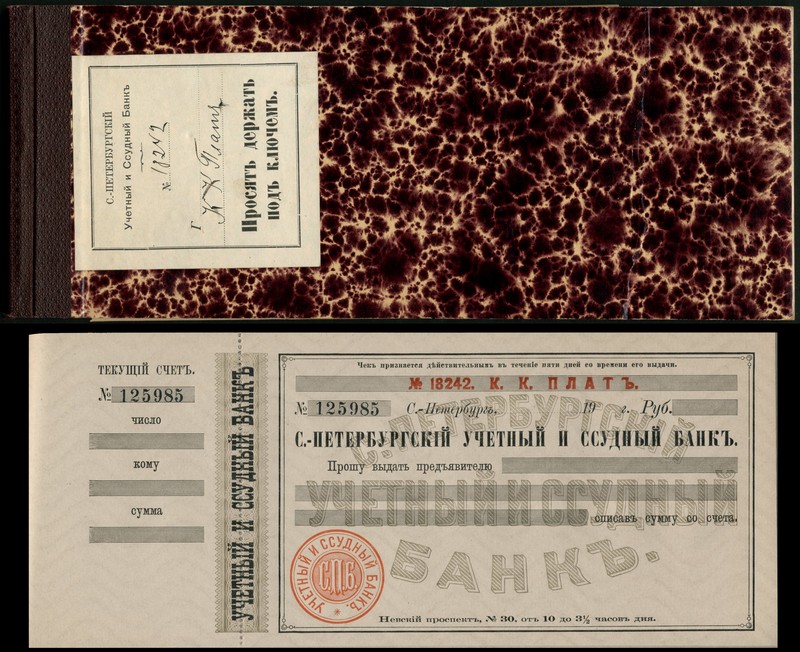 С.-ПЕТЕРБУРГСКІЙ
Учетный и Ссудный Банкъ
№ 18242
Г
К К Платъ
Просятъ держать
подъ ключемъ.
ТЕКУЩІЙ СЧЕТЪ.
№ 125985
число
кому
сумма
УЧЕТНЫЙ И ССУДНЫЙ БАНКЪ
Чекъ признается дѣйствительнымъ въ теченіе пяти дней со времени его выдачи.
№ 18242. К. К. ПЛАТЪ.
№ 125985 С.-Петербургъ. 19 г. Руб.
С.-ПЕТЕРБУРГСКІЙ
С.-ПЕТЕРБУРГСКІЙ УЧЕТНЫЙ И ССУДНЫЙ БАНКЪ.
Прошу выдать предъявителю
УЧЕТНЫЙ И ССУДНЫЙ
списавъ сумму со счета.
БАНКЪ.
УЧЕТНЫЙ И ССУДНЫЙ БАНКЪ.
С.П.Б.
Невскій проспектъ, № 30, отъ 10 до 3½ часовъ дня.